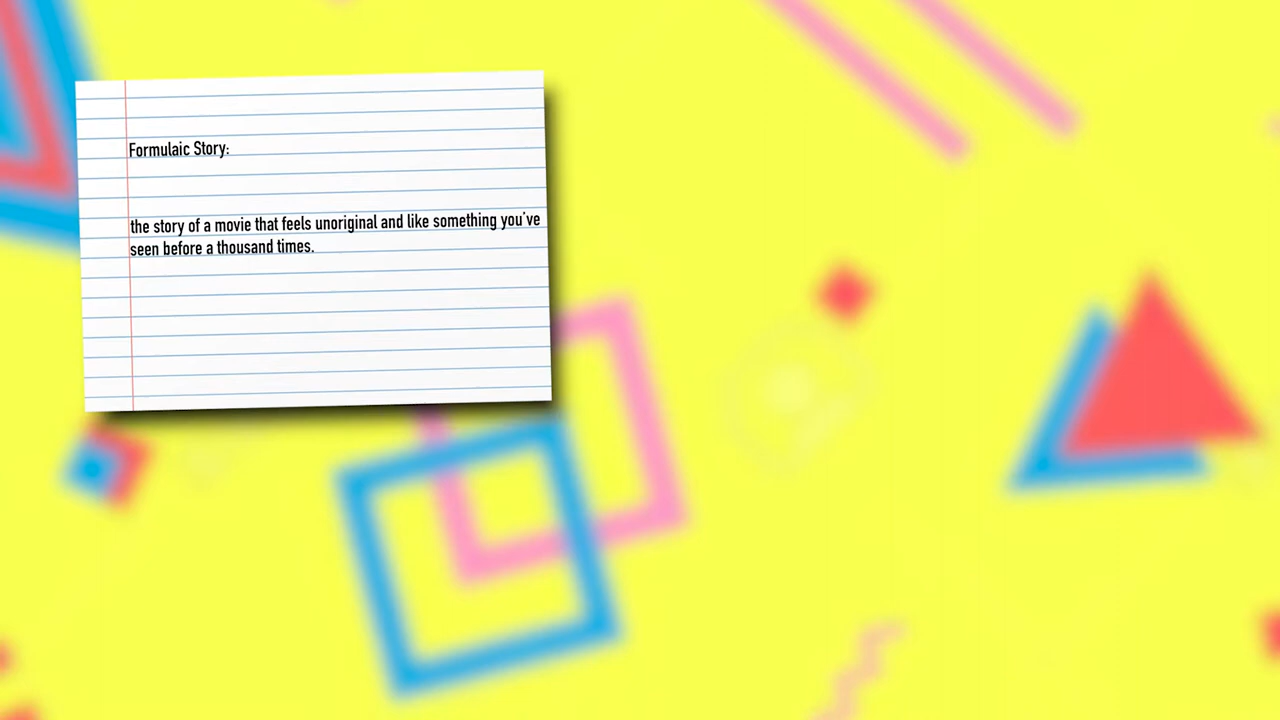 Formulaic Story:
the story of a movie that feels unoriginal and like something you've
seen before a thousand times.